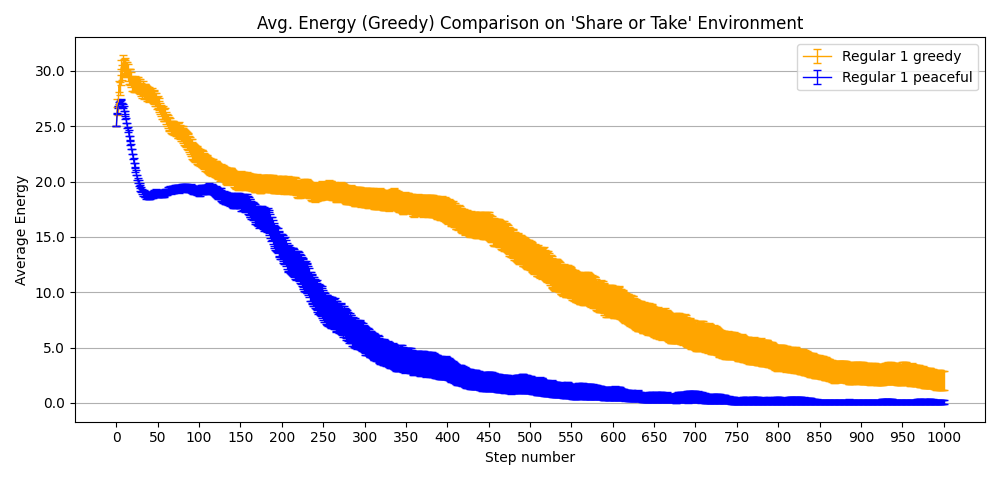 Avg. Energy (Greedy) Comparison on 'Share or Take' Environment
Regular 1 greedy
Regular 1 peaceful
Average Energy
30.0
25.0
20.0
15.0
10.0
5.0
0.0
0 50 100 150 200 250 300 350 400 450 500 550 600 650 700 750 800 850 900 950 1000
Step number